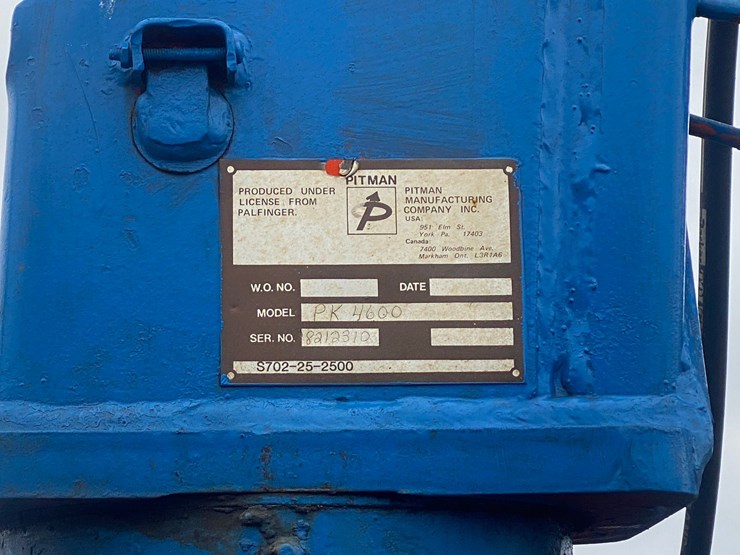 PITMAN
PRODUCED UNDER
LICENSE FROM
PALFINGER.
P
PITMAN
MANUFACTURING
COMPANY INC.
USA:
951 Elm St.
York Pa. 17403
Canada:
7400 Woodbine Ave.
Markham Ont. L3R1A6
W.O. NO. DATE
MODEL PK 4600
SER. NO. 8212310
S702-25-2500